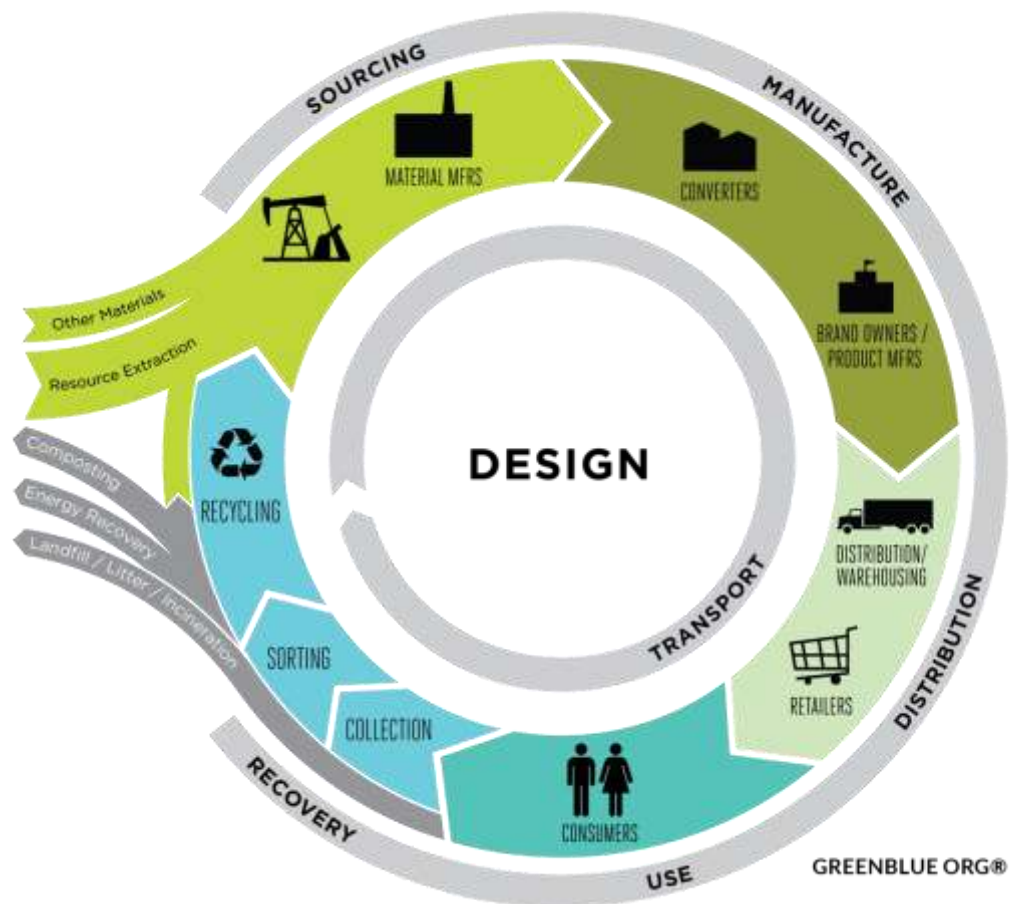 SOURCING
MANUFACTURE
MATERIAL MFRS
CONVERTERS
BRAND OWNERS /
PRODUCT MFRS
Other Materials
Resource Extraction
Composting
Energy Recovery
Landfill / Litter / Incineration
RECYCLING
DESIGN
DISTRIBUTION/
WAREHOUSING
TRANSPORT
DISTRIBUTION
SORTING
RETAILERS
COLLECTION
RECOVERY
CONSUMERS
USE
GREENBLUE ORG®